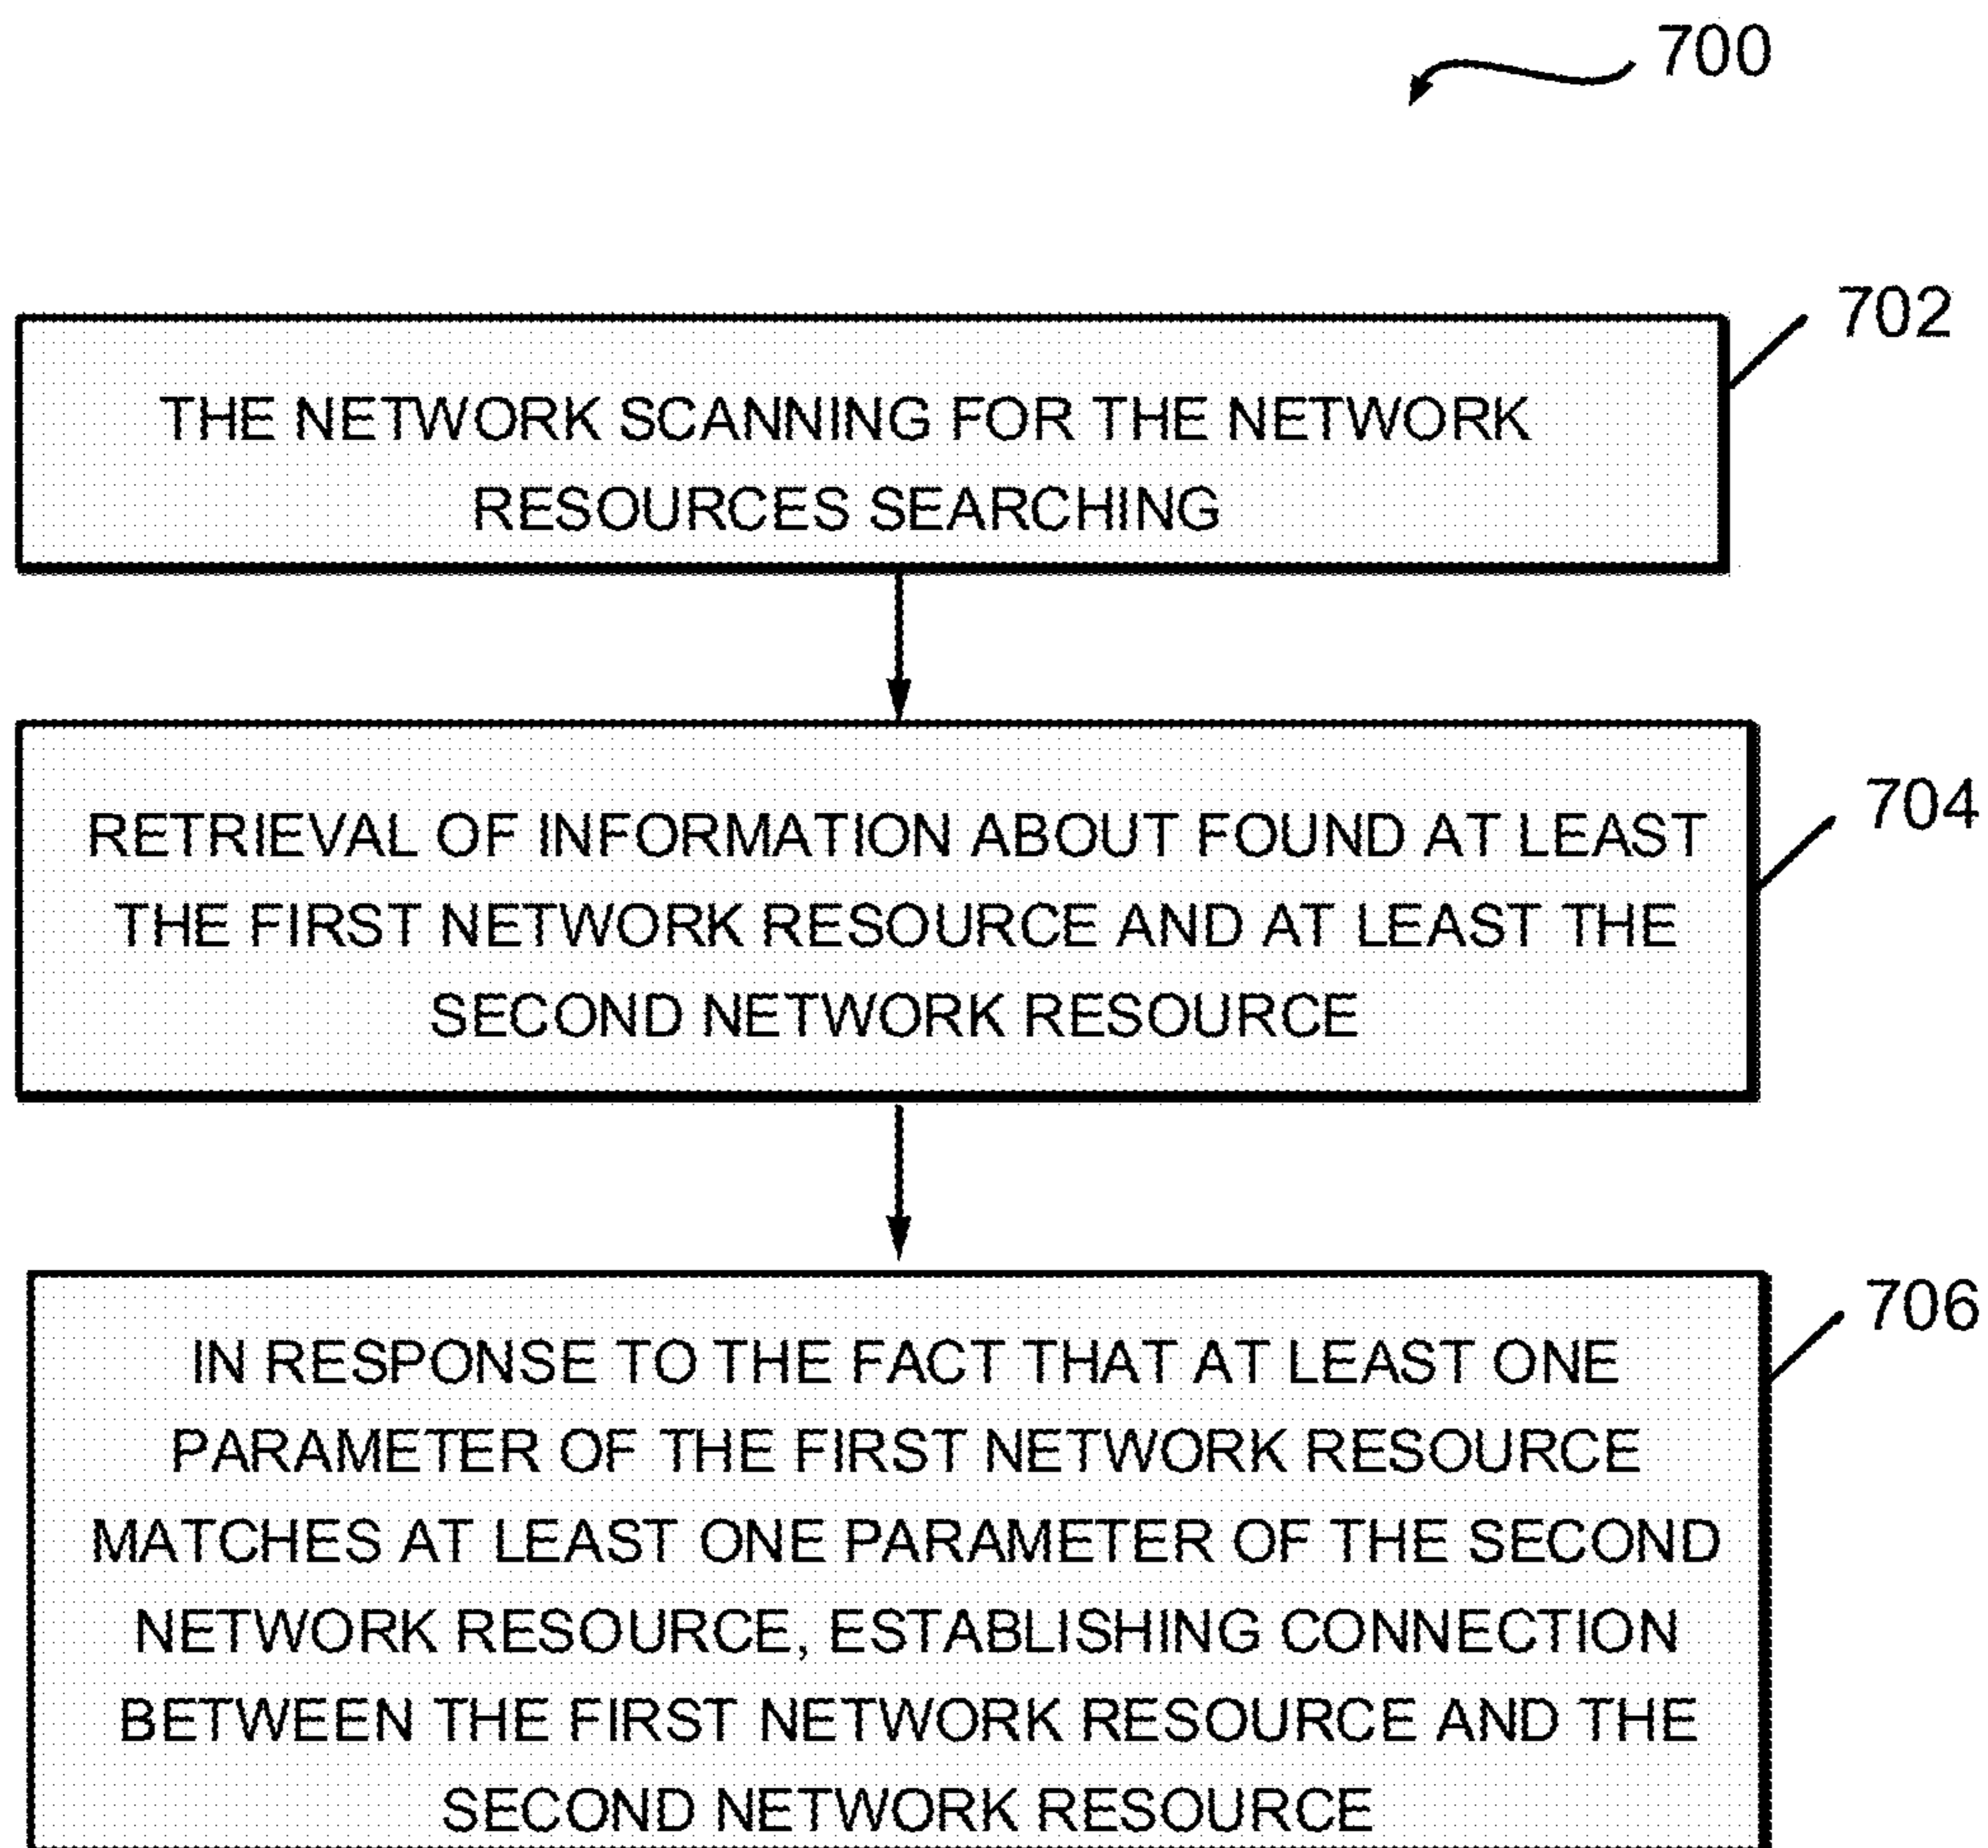 700
702
THE NETWORK SCANNING FOR THE NETWORK
RESOURCES SEARCHING
704
RETRIEVAL OF INFORMATION ABOUT FOUND AT LEAST
THE FIRST NETWORK RESOURCE AND AT LEAST THE
SECOND NETWORK RESOURCE
706
IN RESPONSE TO THE FACT THAT AT LEAST ONE
PARAMETER OF THE FIRST NETWORK RESOURCE
MATCHES AT LEAST ONE PARAMETER OF THE SECOND
NETWORK RESOURCE, ESTABLISHING CONNECTION
BETWEEN THE FIRST NETWORK RESOURCE AND THE
SECOND NETWORK RESOURCE